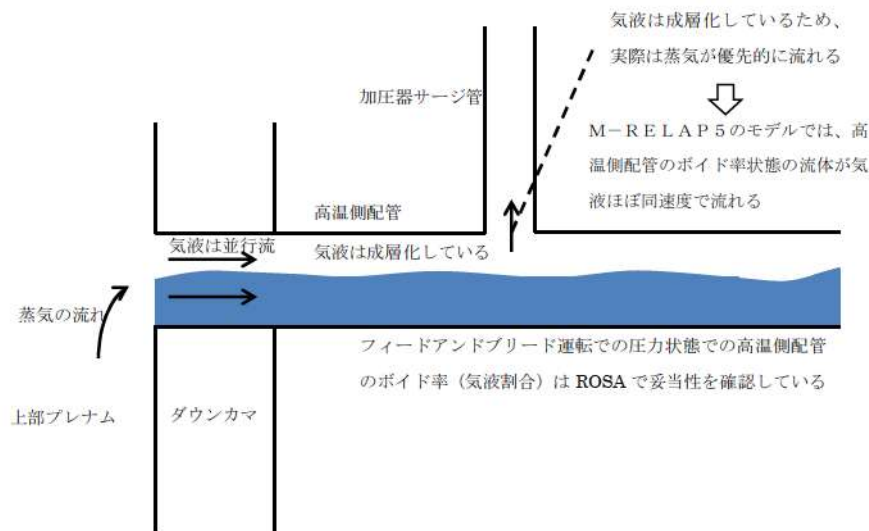 気液は成層化しているため、
実際は蒸気が優先的に流れる
加圧器サージ管
M-RELAP5のモデルでは、高
温側配管のボイド率状態の流体が気
液ほぼ同速度で流れる
高温側配管
気液は並行流
気液は成層化している
蒸気の流れ
フィードアンドブリード運転での圧力状態での高温側配管
のボイド率（気液割合）は ROSA で妥当性を確認している
上部プレナム
ダウンカマ